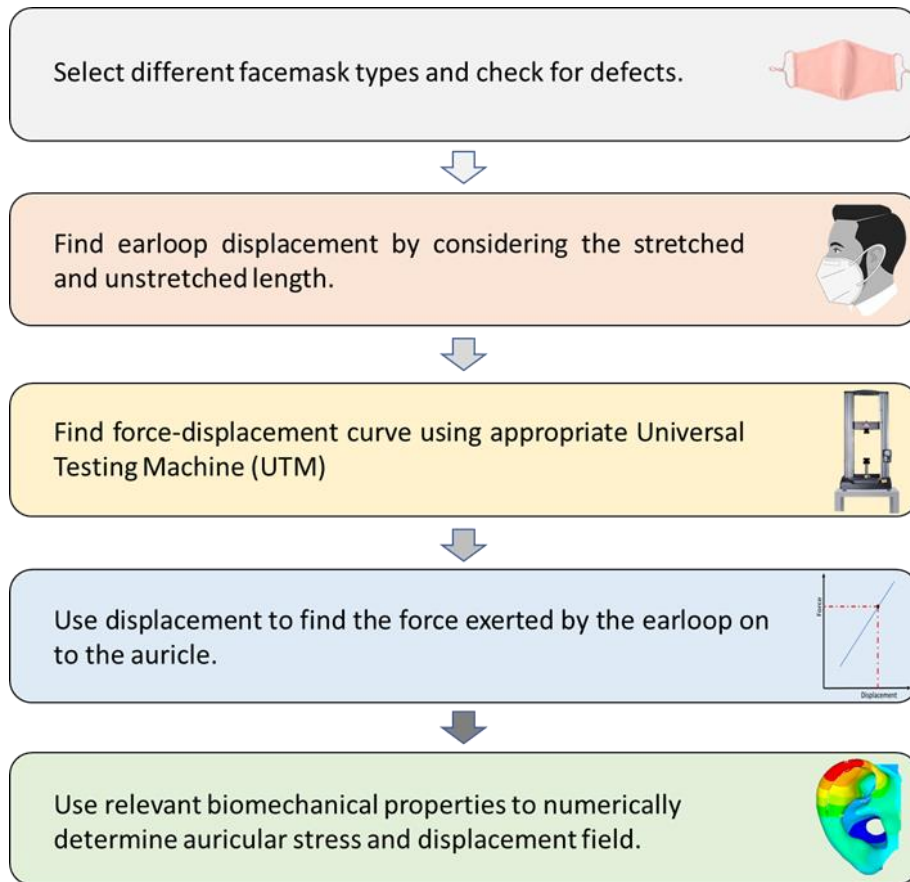 Select different facemask types and check for defects.
Find earloop displacement by considering the stretched
and unstretched length.
Find force-displacement curve using appropriate Universal
Testing Machine (UTM)
Use displacement to find the force exerted by the earloop on
to the auricle.
Force
Displacement
Use relevant biomechanical properties to numerically
determine auricular stress and displacement field.